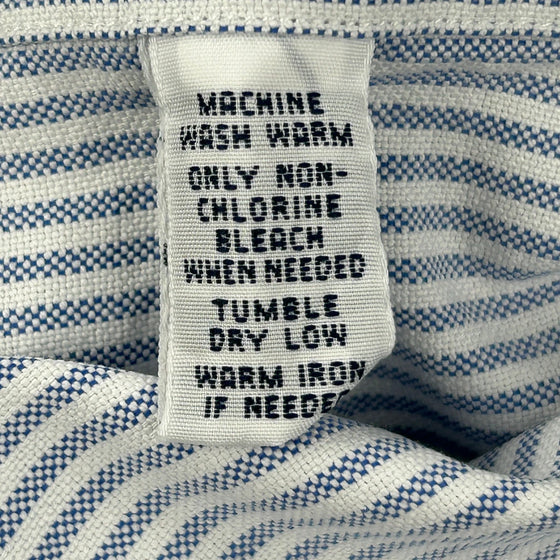 MACHINE
WASH WARM
ONLY NON-
CHLORINE
BLEACH
WHEN NEEDED
TUMBLE
DRY LOW
WARM IRON
IF NEEDED